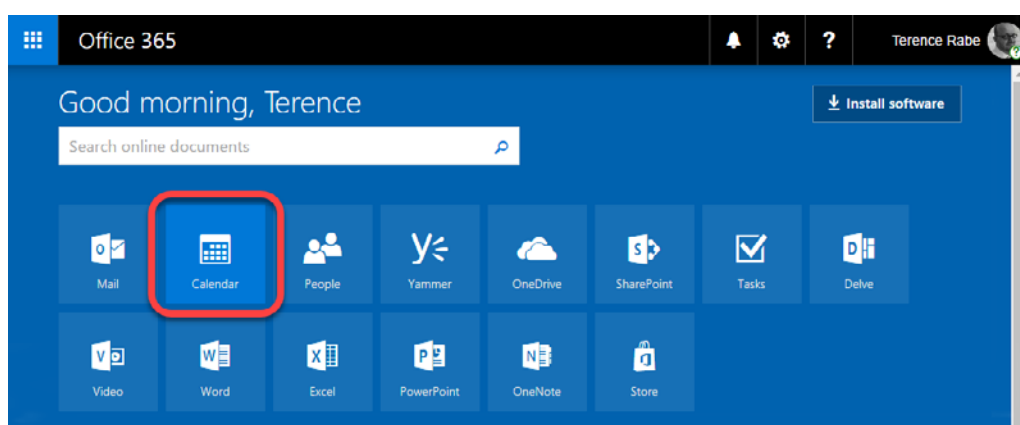 Office 365
?
Terence Rabe
Good morning, Terence
Install software
Search online documents
Mail
Calendar
People
Yammer
OneDrive
SharePoint
Tasks
Delve
Video
Word
Excel
PowerPoint
OneNote
Store